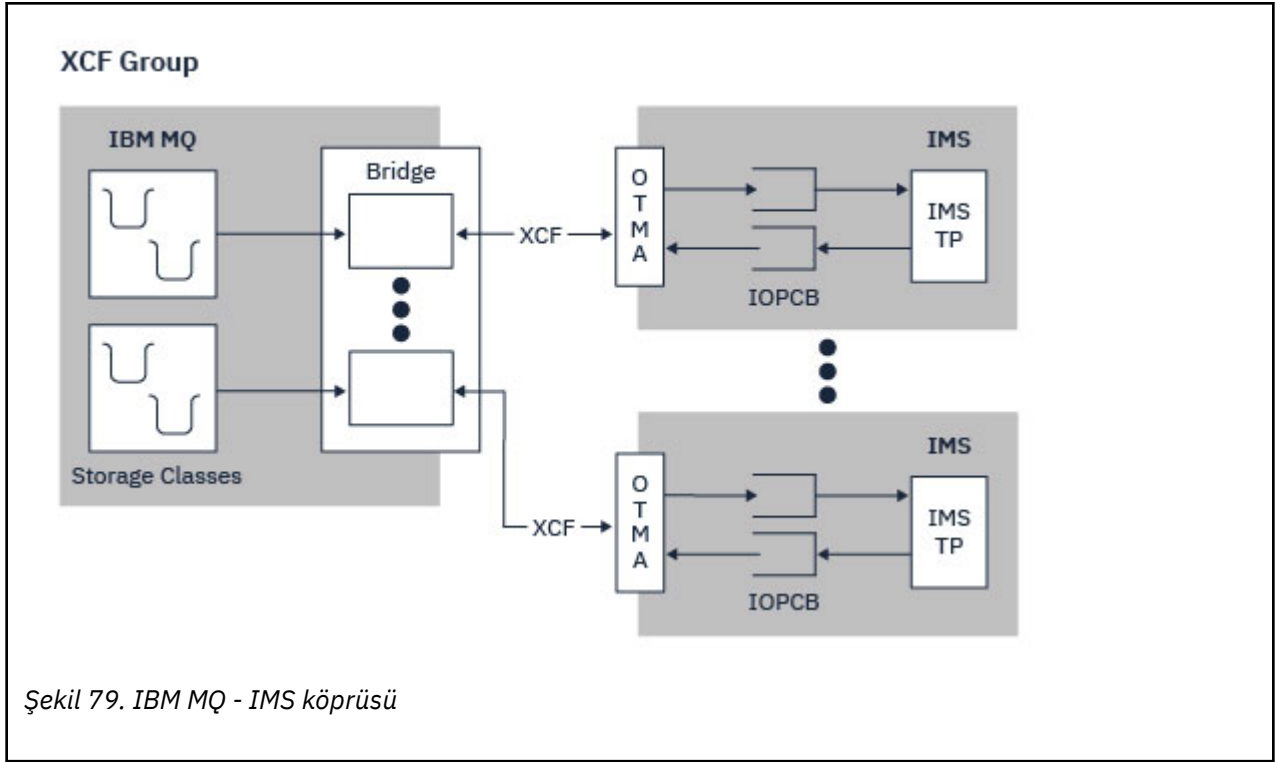 XCF Group
IBM MQ
Bridge
Storage Classes
XCF
O
T
M
A
IMS
IMS
TP
IOPCB
XCF
O
T
M
A
IMS
IMS
TP
IOPCB
Şekil 79. IBM MQ - IMS köprüsü